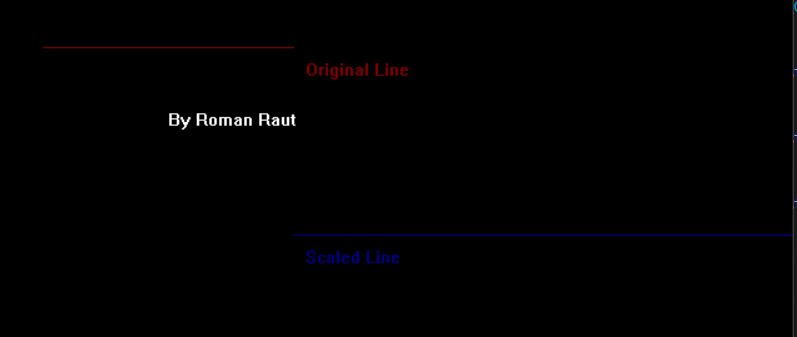 Original Line
By Roman Raut
Scaled Line